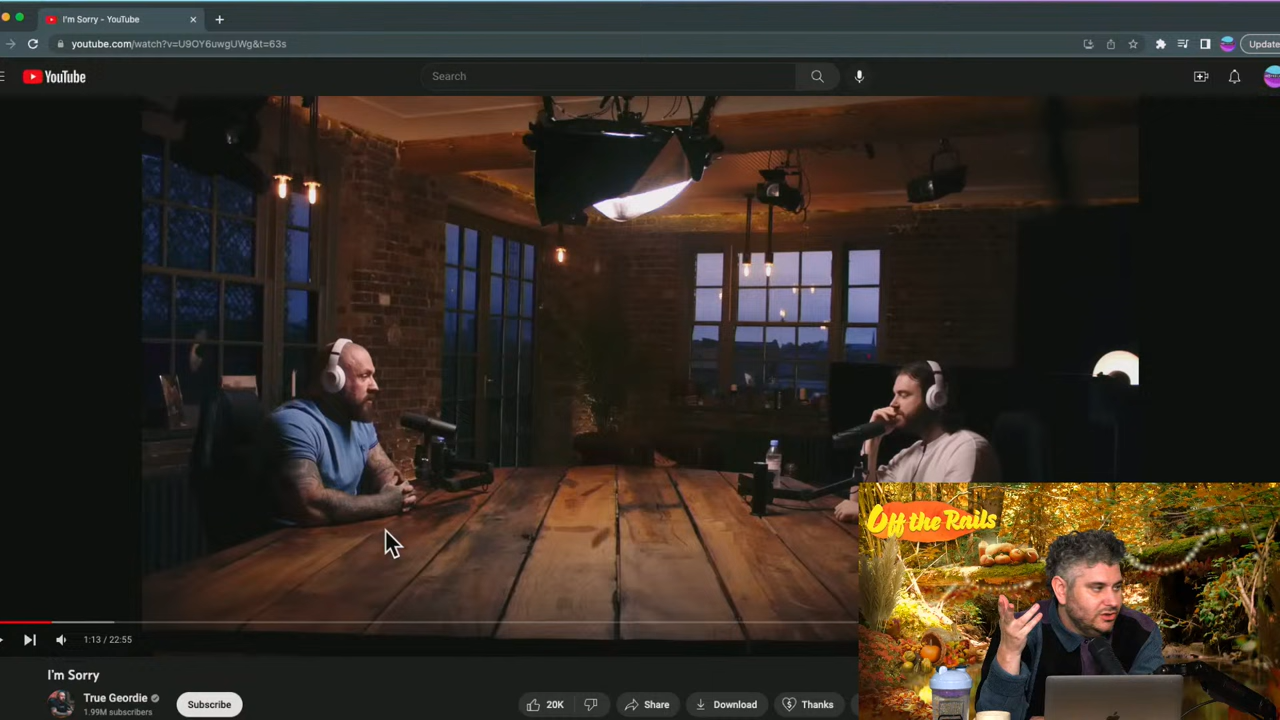 I'm Sorry - YouTube
youtube.com/watch?v=U9OY6uwgUWg&t=63s
Update
YouTube
Search
Off the Rails
1:13 / 22:55
I'm Sorry
True Geordie
1.99M subscribers
Subscribe
20K
Share
Download
Thanks